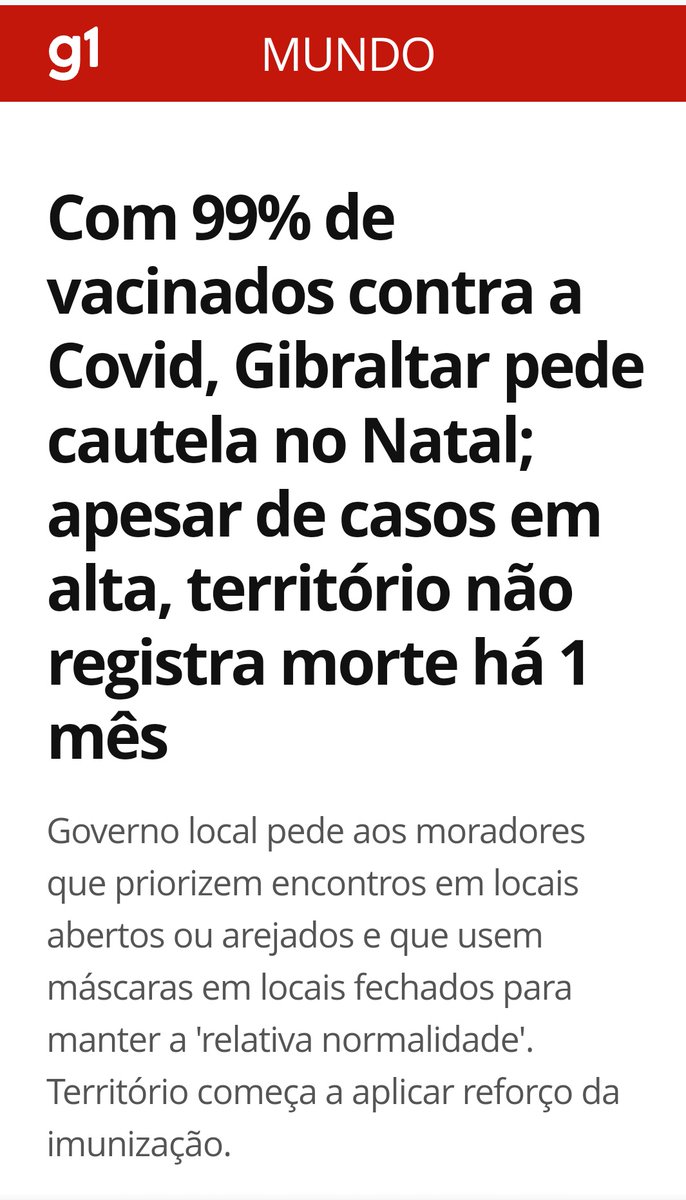 g1 MUNDO
Com 99% de
vacinados contra a
Covid, Gibraltar pede
cautela no Natal;
apesar de casos em
alta, território não
registra morte há 1
mês
Governo local pede aos moradores
que priorizem encontros em locais
abertos ou arejados e que usem
máscaras em locais fechados para
manter a 'relativa normalidade'.
Território começa a aplicar reforço da
imunização.